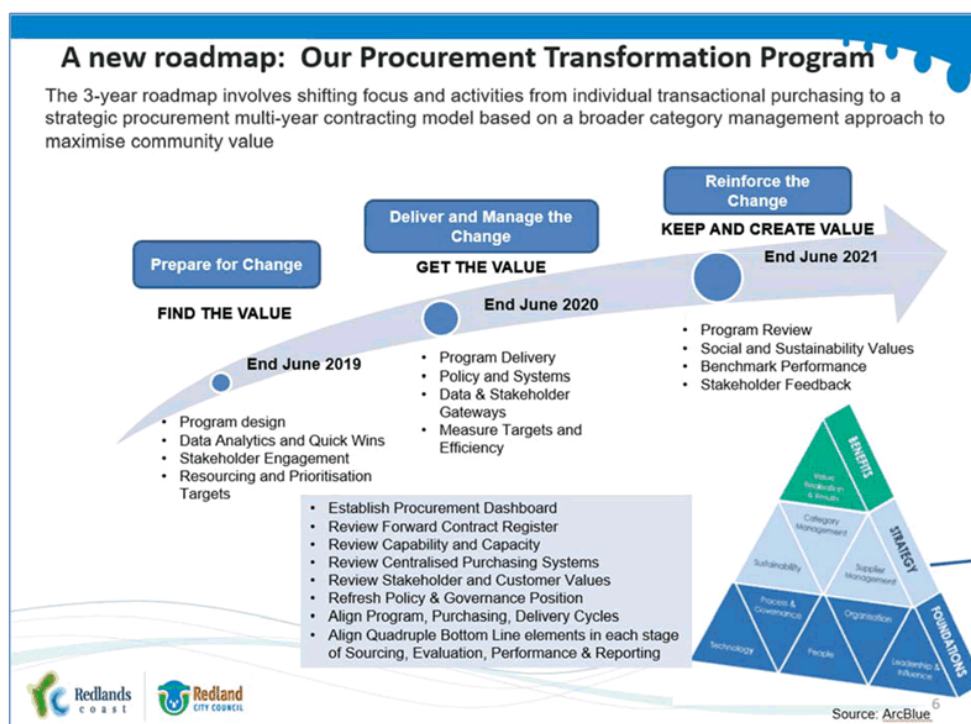 A new roadmap: Our Procurement Transformation Program
The 3-year roadmap involves shifting focus and activities from individual transactional purchasing to a
strategic procurement multi-year contracting model based on a broader category management approach to
maximise community value
Prepare for Change
FIND THE VALUE
End June 2019
• Program design
• Data Analytics and Quick Wins
• Stakeholder Engagement
• Resourcing and Prioritisation
Targets
Deliver and Manage the
Change
GET THE VALUE
End June 2020
• Program Delivery
• Policy and Systems
• Data & Stakeholder
Gateways
• Measure Targets and
Efficiency
Reinforce the
Change
KEEP AND CREATE VALUE
End June 2021
• Program Review
• Social and Sustainability Values
• Benchmark Performance
• Stakeholder Feedback
• Establish Procurement Dashboard
• Review Forward Contract Register
• Review Capability and Capacity
• Review Centralised Purchasing Systems
• Review Stakeholder and Customer Values
• Refresh Policy & Governance Position
• Align Program, Purchasing, Delivery Cycles
• Align Quadruple Bottom Line elements in each stage
of Sourcing, Evaluation, Performance & Reporting
Value
Realisation
& Results
BENEFITS
Category
Management
Sustainability
Supplier
Management
STRATEGY
Process &
Governance
Organisation
Technology
People
Leadership &
Influence
FOUNDATIONS
Redlands
coast
Redland
CITY COUNCIL
6
Source: ArcBlue